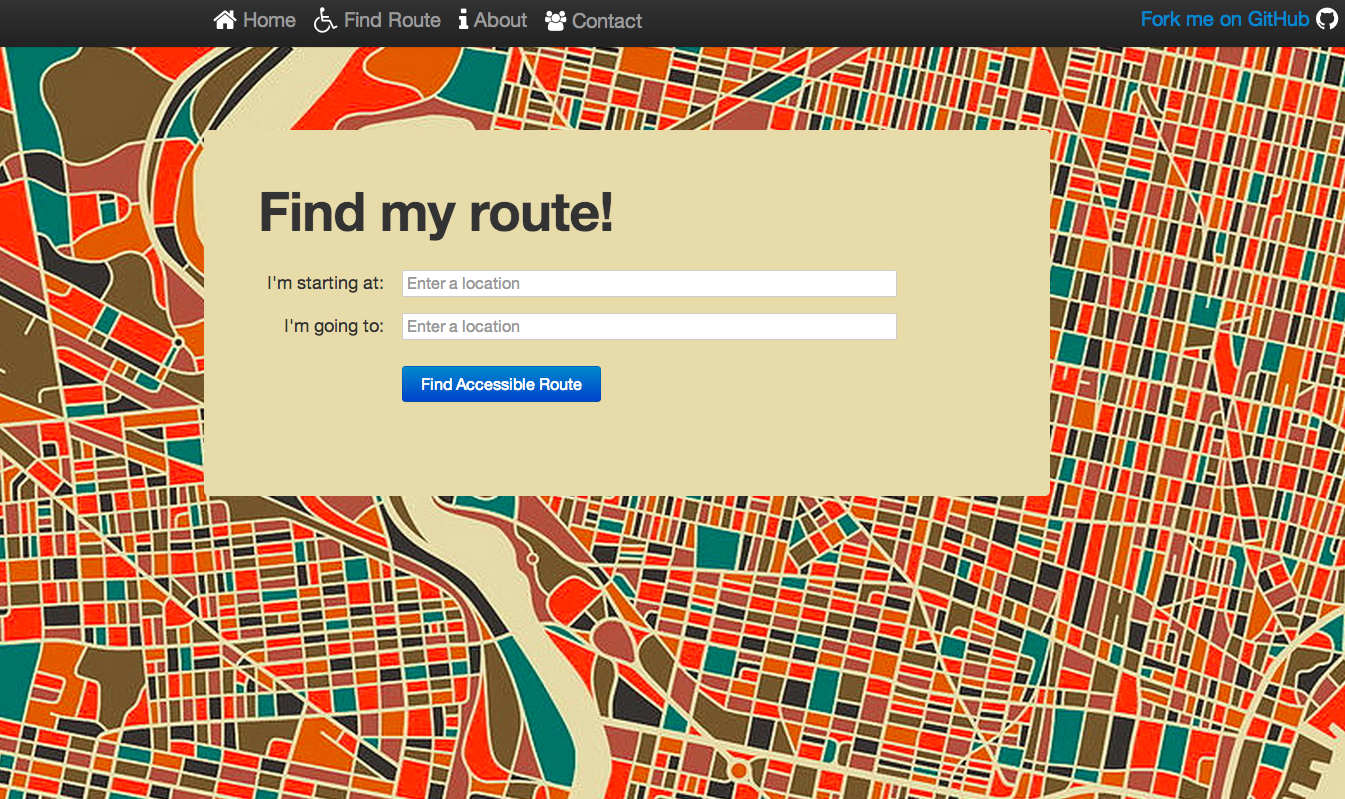 Home Find Route About Contact Fork me on GitHub
Find my route!
I'm starting at: Enter a location
I'm going to: Enter a location
Find Accessible Route